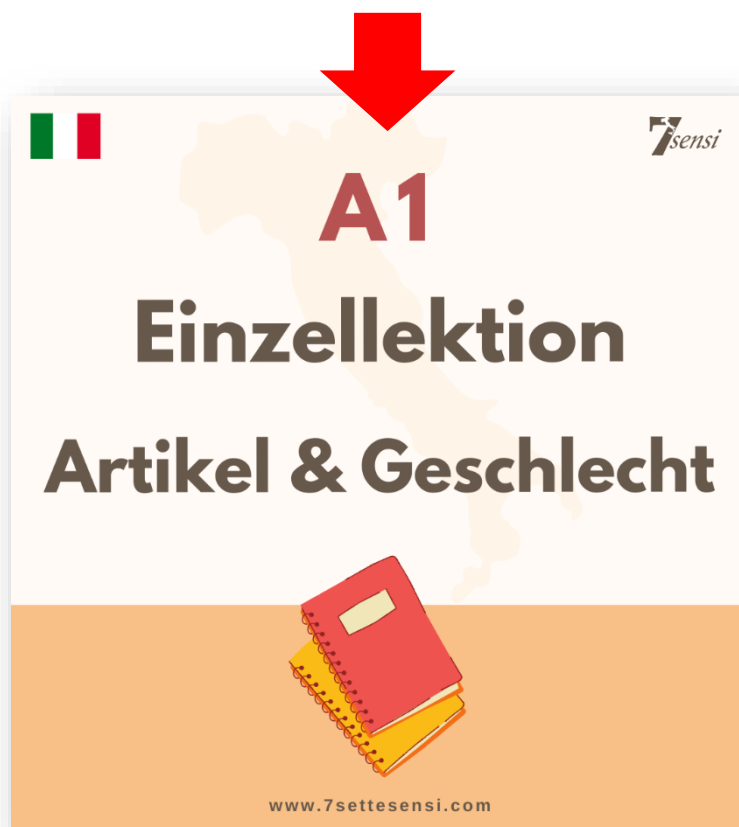 7sensi
A1
Einzellektion
Artikel & Geschlecht
www.7settesensi.com